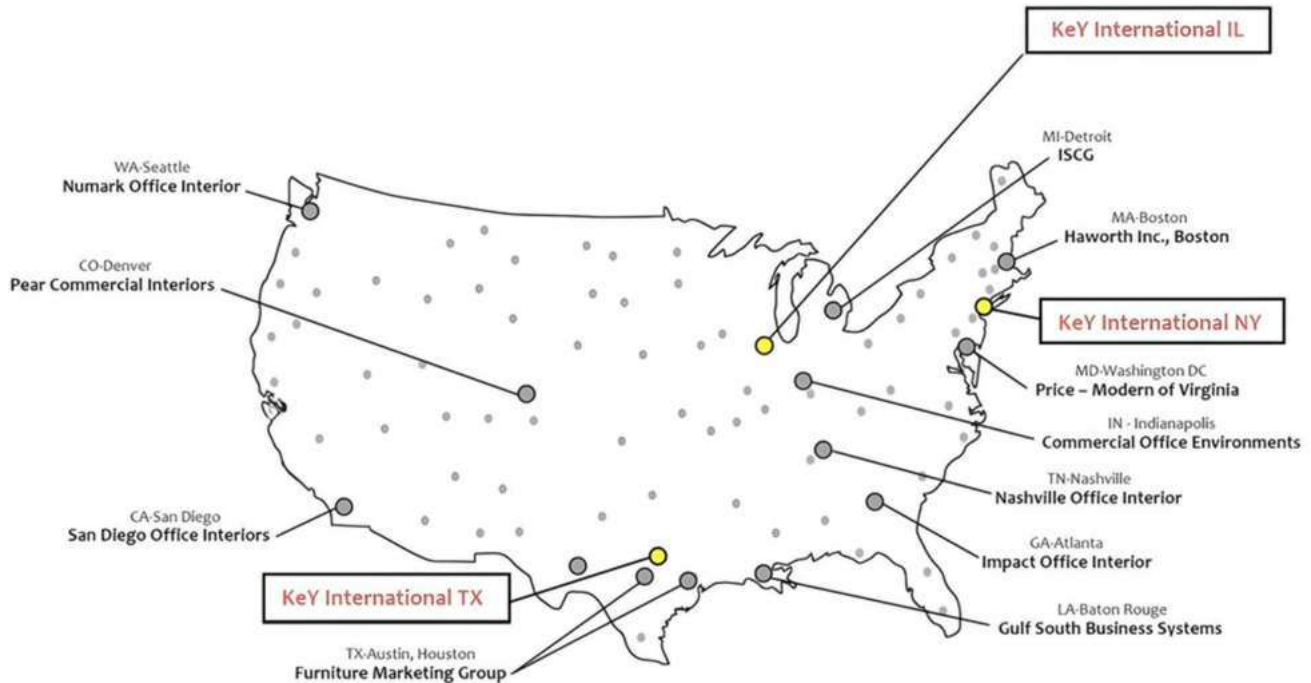 KeY International IL
MI-Detroit
ISCG
WA-Seattle
Numark Office Interior
MA-Boston
Haworth Inc., Boston
CO-Denver
Pear Commercial Interiors
KeY International NY
MD-Washington DC
Price – Modern of Virginia
IN - Indianapolis
Commercial Office Environments
TN-Nashville
Nashville Office Interior
CA-San Diego
San Diego Office Interiors
GA-Atlanta
Impact Office Interior
KeY International TX
LA-Baton Rouge
Gulf South Business Systems
TX-Austin, Houston
Furniture Marketing Group